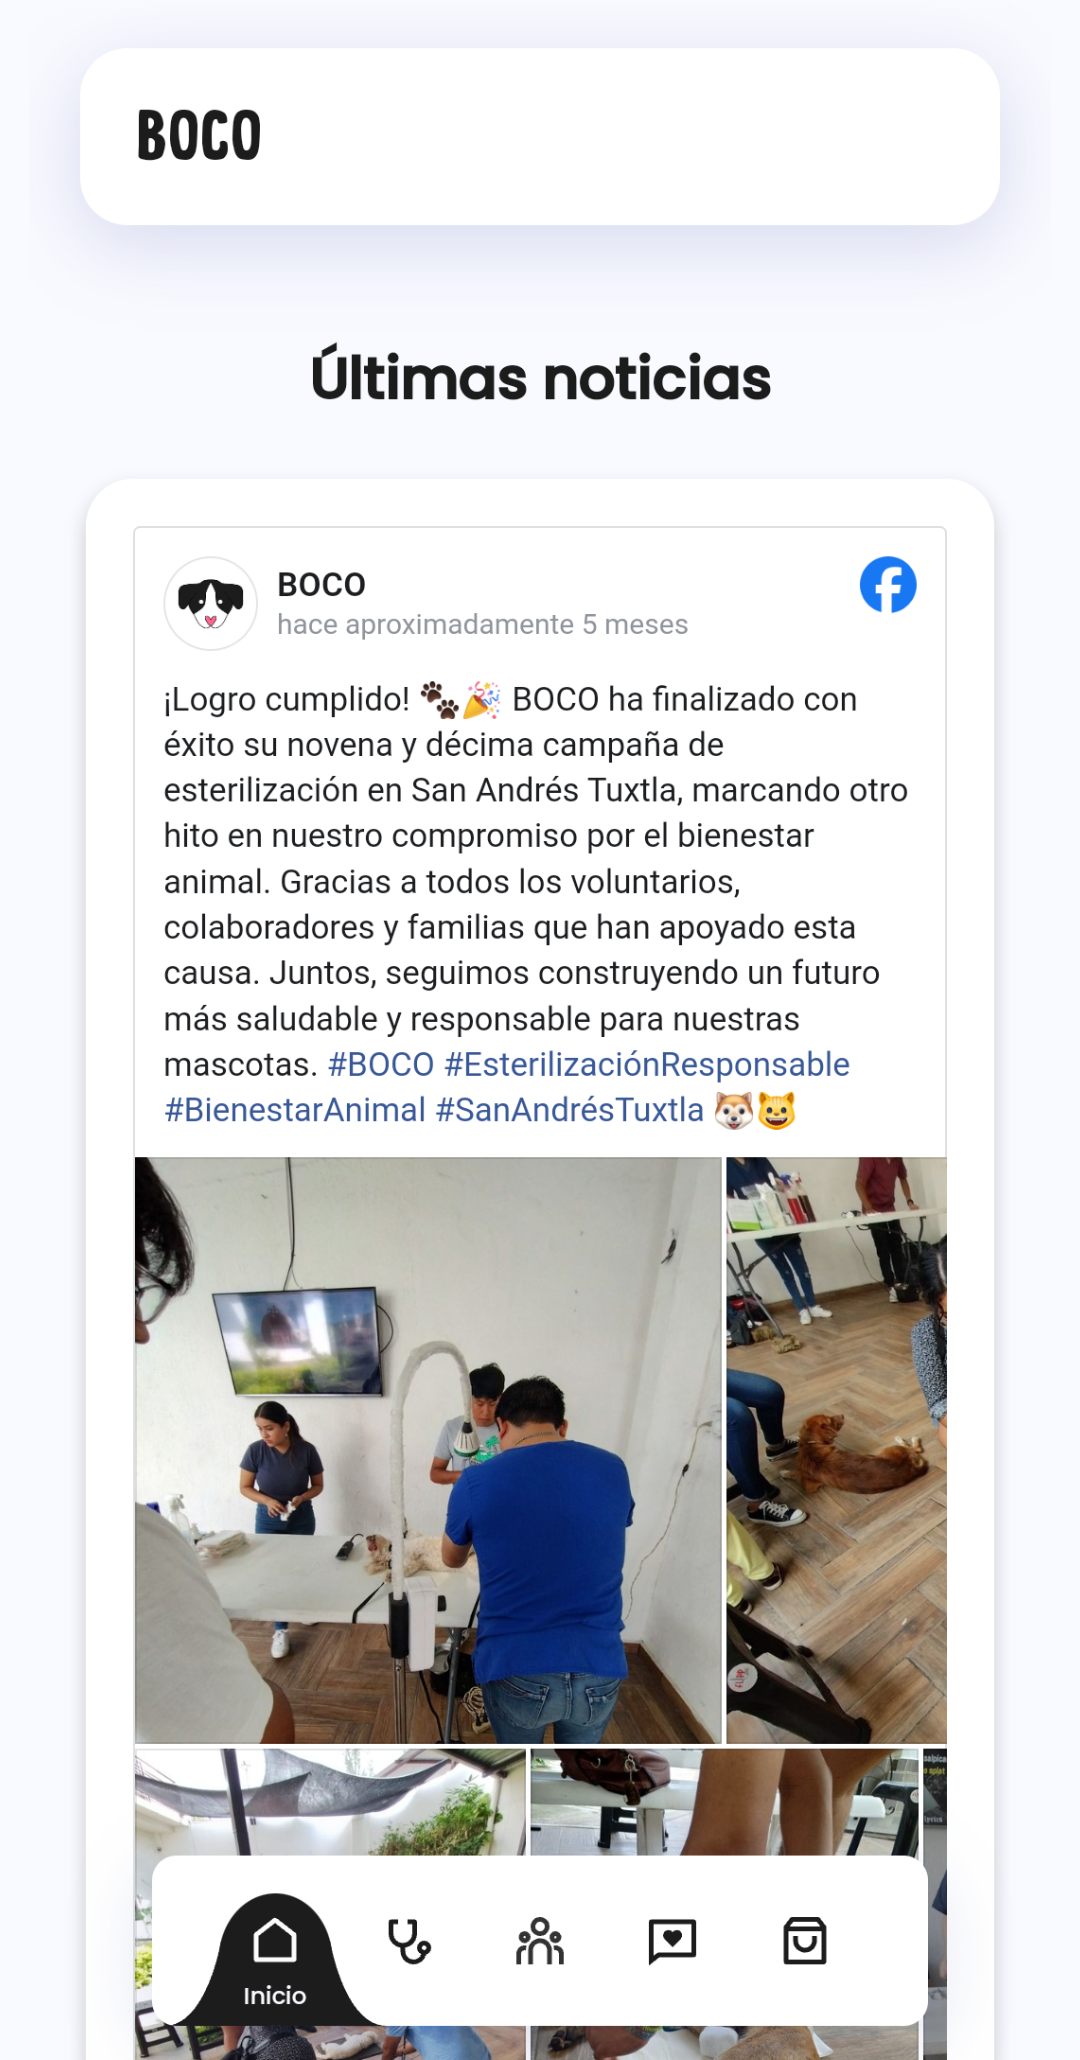 BOCO
Últimas noticias
BOCO
hace aproximadamente 5 meses
¡Logro cumplido! 🐾🎉 BOCO ha finalizado con
éxito su novena y décima campaña de
esterilización en San Andrés Tuxtla, marcando otro
hito en nuestro compromiso por el bienestar
animal. Gracias a todos los voluntarios,
colaboradores y familias que han apoyado esta
causa. Juntos, seguimos construyendo un futuro
más saludable y responsable para nuestras
mascotas. #BOCO #EsterilizaciónResponsable
#BienestarAnimal #SanAndrésTuxtla 🐶😺
Inicio